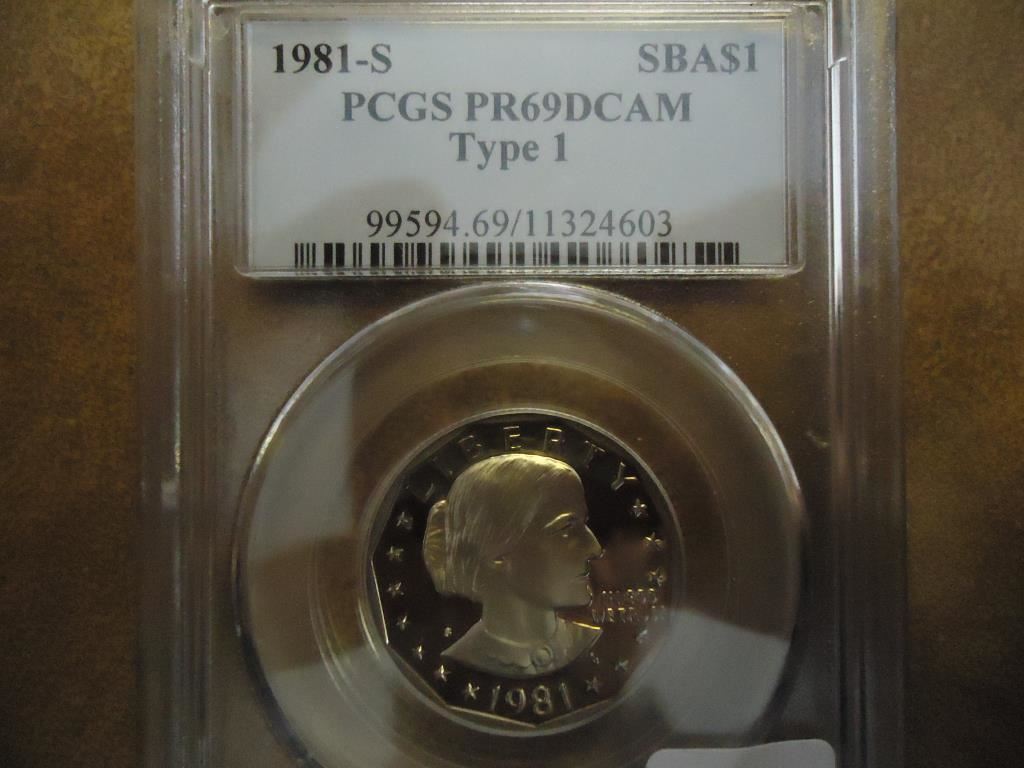 1981-S SBA$1
PCGS PR69DCAM
Type 1
99594.69/11324603
LIBERTY
S
1981